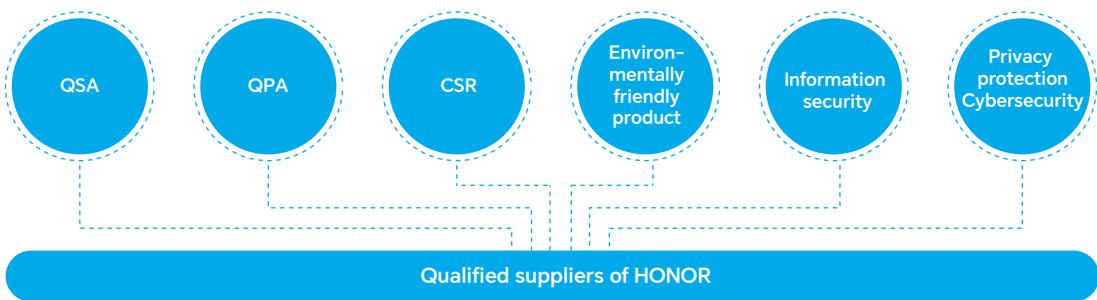 QSA
QPA
CSR
Environ-
mentally
friendly
product
Information
security
Privacy
protection
Cybersecurity
Qualified suppliers of HONOR